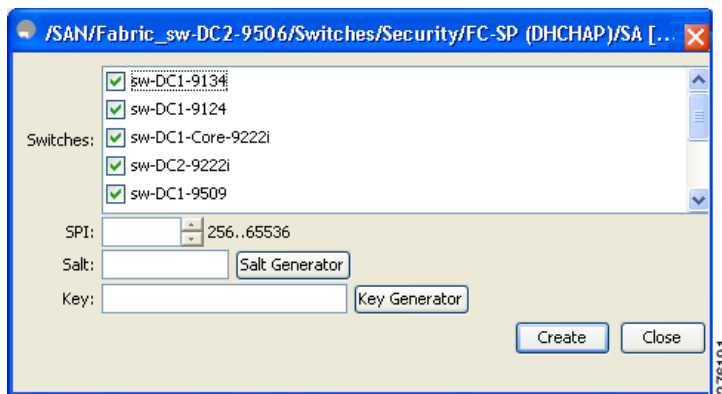 /SAN/Fabric_sw-DC2-9506/Switches/Security/FC-SP (DHCHAP)/SA [...
Switches:
sw-DC1-9134
sw-DC1-9124
sw-DC1-Core-9222i
sw-DC2-9222i
sw-DC1-9509
SPI: 256..65536
Salt: Salt Generator
Key: Key Generator
Create Close
276191